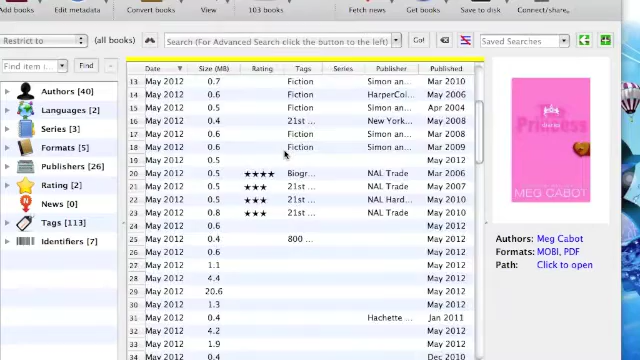 Add books Edit metadata Convert books 103 books Fetch news Get books Save to disk Connect/share..
Restrict to (all books) Search (For Advanced Search click the button to the left) Go! Saved Searches
Find item i... Find
Authors [40]
Languages [2]
Series [3]
Formats [5]
Publishers [26]
Rating [2]
News [0]
Tags [113]
Identifiers [7]
Date Size (MB) Rating Tags Series Publisher Published
13 May 2012 0.7 Fiction Simon an... Mar 2010
14 May 2012 0.6 Fiction HarperCol... May 2008
15 May 2012 0.5 Fiction Simon an... Apr 2004
16 May 2012 0.4 21st ... New York... May 2008
17 May 2012 0.6 Fiction Simon an... Mar 2008
18 May 2012 0.6 Fiction Simon an... Mar 2009
19 May 2012 0.5 May 2012
20 May 2012 0.5 ★★★★ Biogr... NAL Trade Mar 2006
21 May 2012 0.5 ★★★ 21st ... NAL Trade May 2007
22 May 2012 0.5 ★★★ 21st ... NAL Hard... May 2010
23 May 2012 0.8 ★★★ 21st ... NAL Trade May 2010
24 May 2012 0.6 May 2012
25 May 2012 0.4 800 ... May 2012
26 May 2012 0.6 May 2012
27 May 2012 1.1 May 2012
28 May 2012 4.4 May 2012
29 May 2012 20.6 May 2012
30 May 2012 1.3 May 2012
31 May 2012 0.4 Hachette ... Jan 2011
32 May 2012 4.2 May 2012
33 May 2012 1.9 May 2012
34 May 2012 0.4 Dec 2010
Princess
MEG CABOT
Authors: Meg Cabot
Formats: MOBI, PDF
Path: Click to open